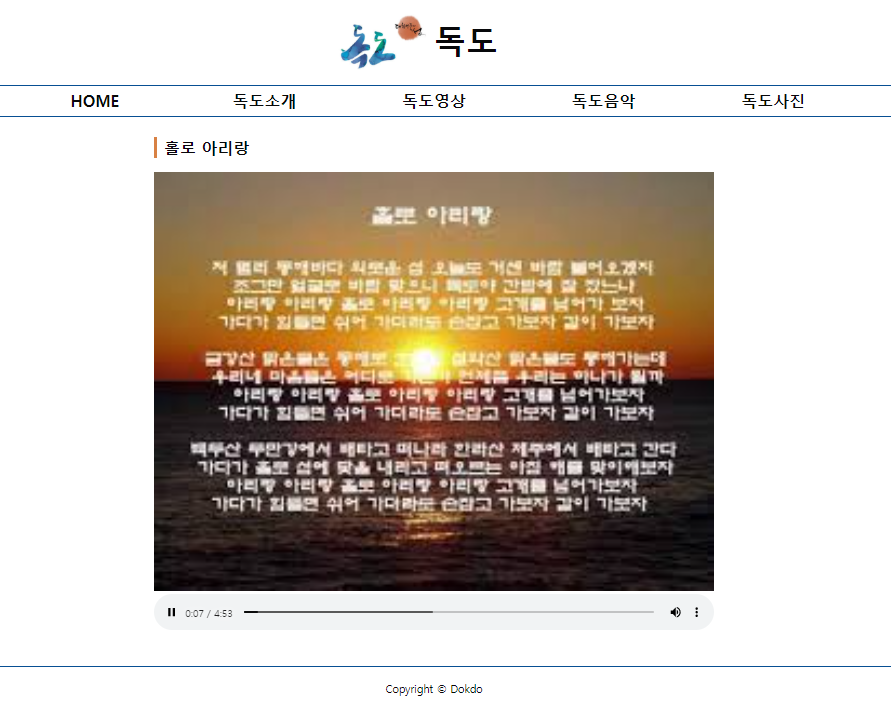 독도 독도
HOME 독도소개 독도영상 독도음악 독도사진
홀로 아리랑
홀로 아리랑
저 멀리 동해바다 외로운 섬 오늘도 거센 바람 불어오겠지
조그만 얼굴로 바람 맞으니 독도야 간밤에 잘 잤느냐
아리랑 아리랑 홀로 아리랑 아리랑 고개를 넘어가 보자
가다가 힘들면 쉬어 가더라도 손잡고 가보자 같이 가보자
금강산 맑은물은 동해로 설악산 맑은물도 동해가는데
우리네 마음들은 어디로 언제쯤 우리는 하나가 될까
아리랑 아리랑 홀로 아리랑 아리랑 고개를 넘어가보자
가다가 힘들면 쉬어 가더라도 손잡고 가보자 같이 가보자
백두산 두만강에서 배타고 떠나라 한라산 제주에서 배타고 간다
가다가 홀로 섬에 닻을 내리고 떠오르는 아침 해를 맞이해보자
아리랑 아리랑 홀로 아리랑 아리랑 고개를 넘어가보자
가다가 힘들면 쉬어 가더라도 손잡고 가보자 같이 가보자
0:07 / 4:53
Copyright © Dokdo